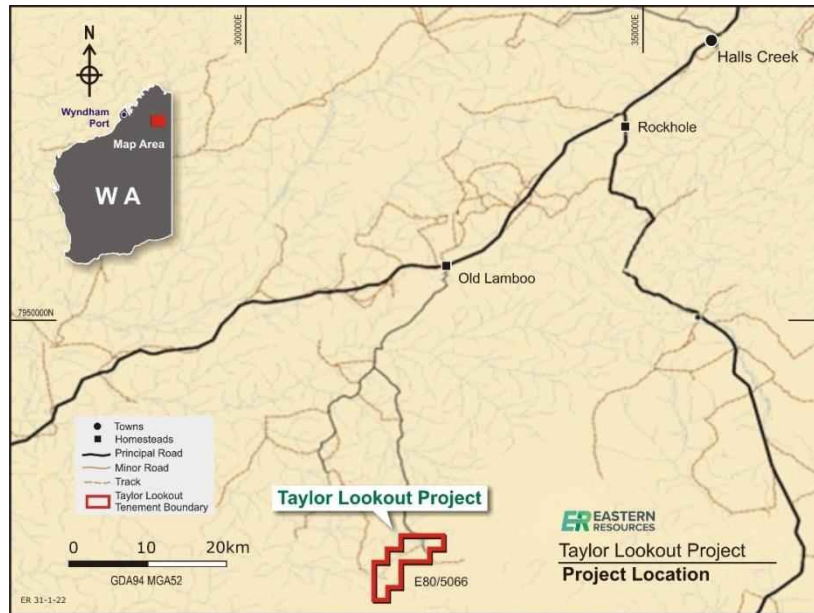 300000E
350000E
N
Halls Creek
Wyndham
Port
Map Area
Rockhole
WA
Old Lamboo
7950000N
Towns
Homesteads
Principal Road
Minor Road
Track
Taylor Lookout
Tenement Boundary
Taylor Lookout Project
ER EASTERN
RESOURCES
0 10 20km
GDA94 MGA52
E80/5066
Taylor Lookout Project
Project Location
ER 31-1-22